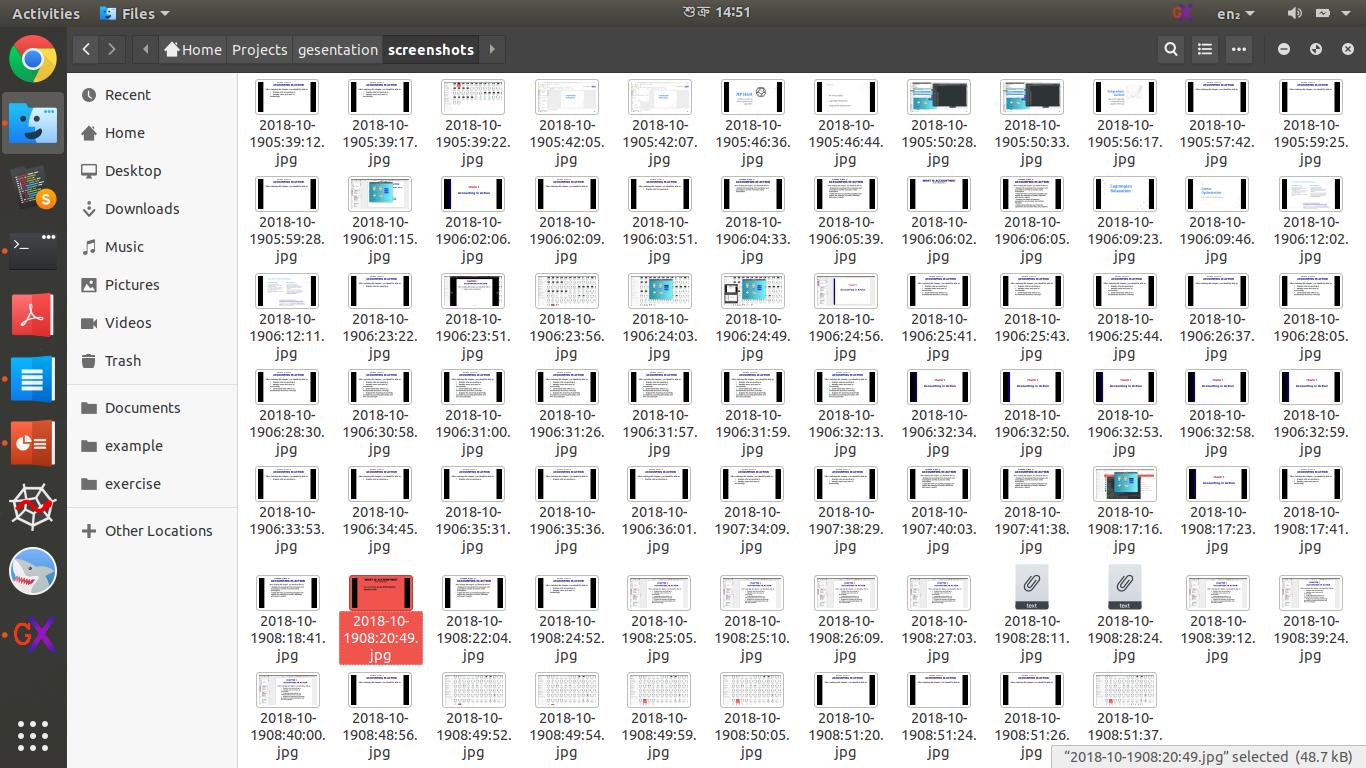 Activities Files শুক্র 14:51 en₂
Home Projects gesentation screenshots
Recent
Home
Desktop
Downloads
Music
Pictures
Videos
Trash
Documents
example
exercise
Other Locations
2018-10- 2018-10- 2018-10- 2018-10- 2018-10- 2018-10- 2018-10- 2018-10- 2018-10- 2018-10- 2018-10- 2018-10-
1905:39:12. 1905:39:17. 1905:39:22. 1905:42:05. 1905:42:07. 1905:46:36. 1905:46:44. 1905:50:28. 1905:50:33. 1905:56:17. 1905:57:42. 1905:59:25.
jpg jpg jpg jpg jpg jpg jpg jpg jpg jpg jpg jpg
2018-10- 2018-10- 2018-10- 2018-10- 2018-10- 2018-10- 2018-10- 2018-10- 2018-10- 2018-10- 2018-10- 2018-10-
1905:59:28. 1906:01:15. 1906:02:06. 1906:02:09. 1906:03:51. 1906:04:33. 1906:05:39. 1906:06:02. 1906:06:05. 1906:09:23. 1906:09:46. 1906:12:02.
jpg jpg jpg jpg jpg jpg jpg jpg jpg jpg jpg jpg
2018-10- 2018-10- 2018-10- 2018-10- 2018-10- 2018-10- 2018-10- 2018-10- 2018-10- 2018-10- 2018-10- 2018-10-
1906:12:11. 1906:23:22. 1906:23:51. 1906:23:56. 1906:24:03. 1906:24:49. 1906:24:56. 1906:25:41. 1906:25:43. 1906:25:44. 1906:26:37. 1906:28:05.
jpg jpg jpg jpg jpg jpg jpg jpg jpg jpg jpg jpg
2018-10- 2018-10- 2018-10- 2018-10- 2018-10- 2018-10- 2018-10- 2018-10- 2018-10- 2018-10- 2018-10- 2018-10-
1906:28:30. 1906:30:58. 1906:31:00. 1906:31:26. 1906:31:57. 1906:31:59. 1906:32:13. 1906:32:34. 1906:32:50. 1906:32:53. 1906:32:58. 1906:32:59.
jpg jpg jpg jpg jpg jpg jpg jpg jpg jpg jpg jpg
2018-10- 2018-10- 2018-10- 2018-10- 2018-10- 2018-10- 2018-10- 2018-10- 2018-10- 2018-10- 2018-10- 2018-10-
1906:33:53. 1906:34:45. 1906:35:31. 1906:35:36. 1906:36:01. 1907:34:09. 1907:38:29. 1907:40:03. 1907:41:38. 1908:17:16. 1908:17:23. 1908:17:41.
jpg jpg jpg jpg jpg jpg jpg jpg jpg jpg jpg jpg
text text
2018-10- 2018-10- 2018-10- 2018-10- 2018-10- 2018-10- 2018-10- 2018-10- 2018-10- 2018-10- 2018-10- 2018-10-
1908:18:41. 1908:20:49. 1908:22:04. 1908:24:52. 1908:25:05. 1908:25:10. 1908:26:09. 1908:27:03. 1908:28:11. 1908:28:24. 1908:39:12. 1908:39:24.
jpg jpg jpg jpg jpg jpg jpg jpg jpg jpg jpg jpg
2018-10- 2018-10- 2018-10- 2018-10- 2018-10- 2018-10- 2018-10- 2018-10- 2018-10- 2018-10-
1908:40:00. 1908:48:56. 1908:49:52. 1908:49:54. 1908:49:59. 1908:50:05. 1908:51:20. 1908:51:24. 1908:51:26. 1908:51:37.
jpg jpg jpg jpg jpg jpg jpg jpg jpg jpg
“2018-10-1908:20:49.jpg” selected (48.7 kB)